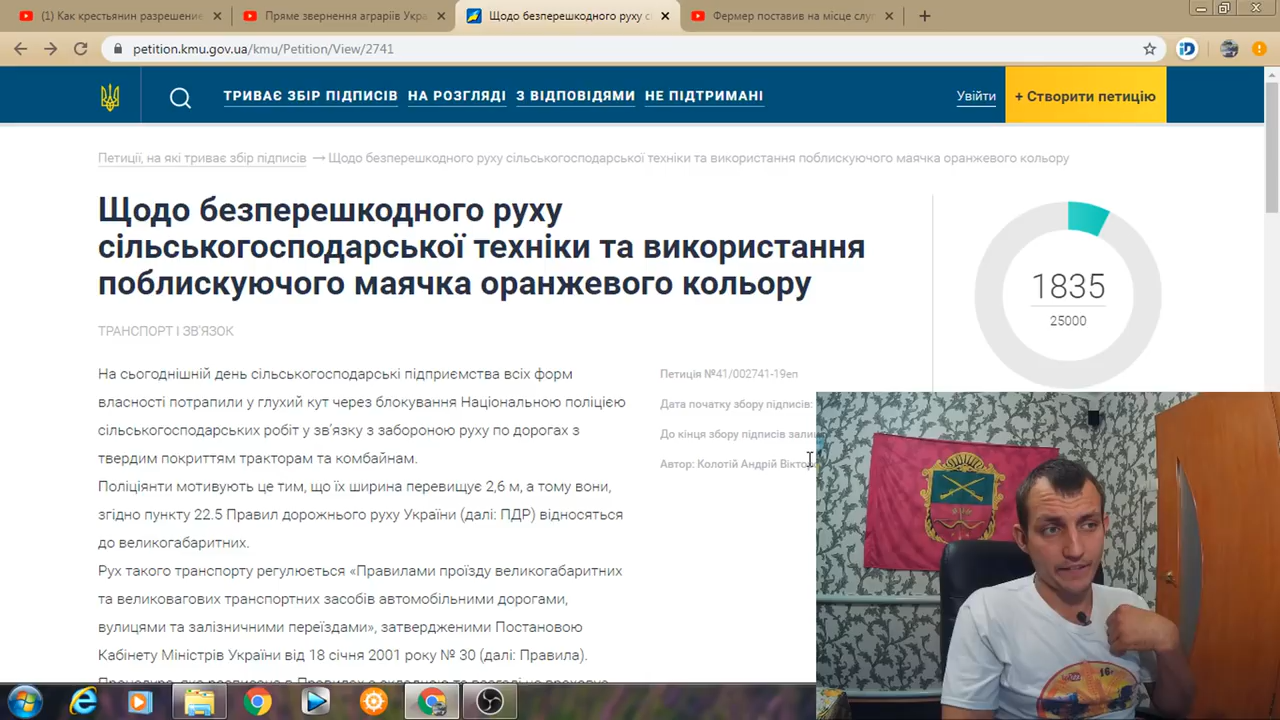 (1) Как крестьянин разрешение
Пряме звернення аграріїв Укра
Щодо безперешкодного руху с
Фермер поставив на місце слу
petition.kmu.gov.ua/kmu/Petition/View/2741
ТРИВАЄ ЗБІР ПІДПИСІВ НА РОЗГЛЯДІ З ВІДПОВІДЯМИ НЕ ПІДТРИМАНІ
Увійти
+ Створити петицію
Петиції, на які триває збір підписів → Щодо безперешкодного руху сільськогосподарської техніки та використання поблискуючого маячка оранжевого кольору
Щодо безперешкодного руху
сільськогосподарської техніки та використання
поблискуючого маячка оранжевого кольору
1835
25000
ТРАНСПОРТ І ЗВ'ЯЗОК
На сьогоднішній день сільськогосподарські підприємства всіх форм
власності потрапили у глухий кут через блокування Національною поліцією
сільськогосподарських робіт у зв'язку з забороною руху по дорогах з
твердим покриттям тракторам та комбайнам.
Поліціянти мотивують це тим, що їх ширина перевищує 2,6 м, а тому вони,
згідно пункту 22.5 Правил дорожнього руху України (далі: ПДР) відносяться
до великогабаритних.
Рух такого транспорту регулюється «Правилами проїзду великогабаритних
та великовагових транспортних засобів автомобільними дорогами,
вулицями та залізничними переїздами», затвердженими Постановою
Кабінету Міністрів України від 18 січня 2001 року № 30 (далі: Правила).
Петиція №41/002741-19еп
Дата початку збору підписів:
До кінця збору підписів
Автор: Колотій Андрій
16+